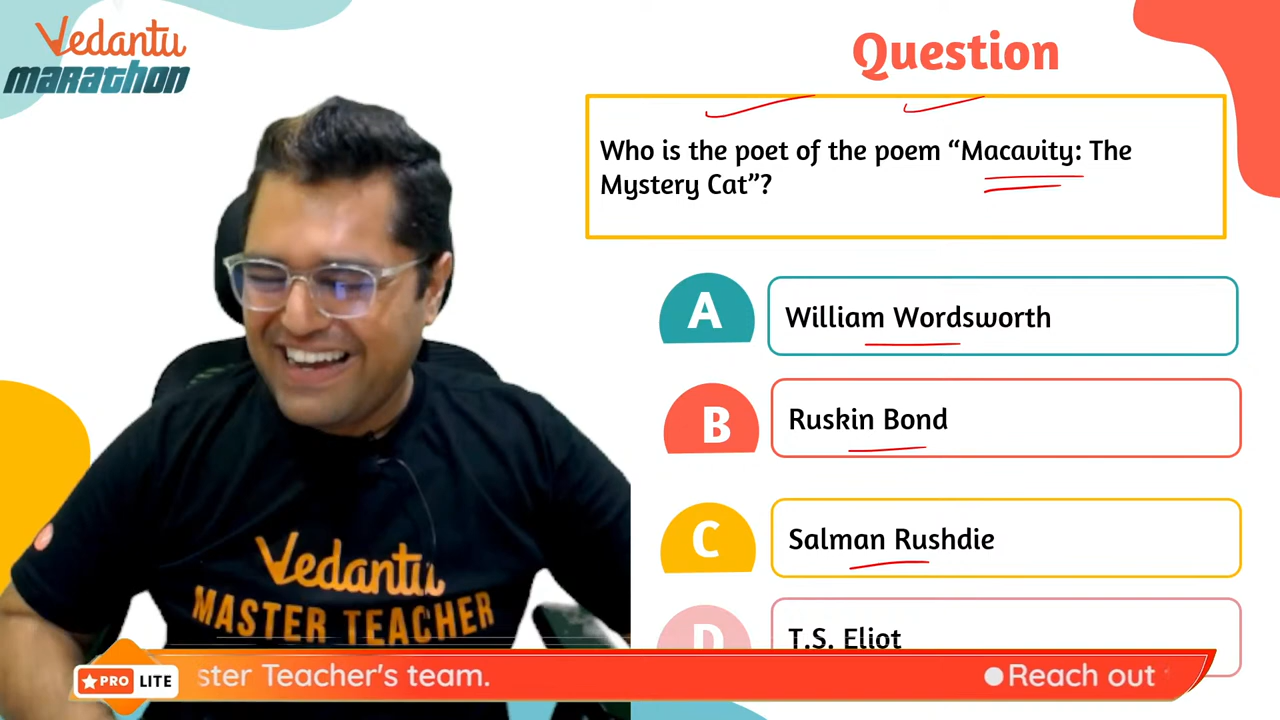 Vedantu
marathon
Question
Who is the poet of the poem “Macavity: The
Mystery Cat”?
A
William Wordsworth
B
Ruskin Bond
C
Salman Rushdie
D
T.S. Eliot
Vedantu
MASTER TEACHER
PRO LITE
ster Teacher's team.
Reach out